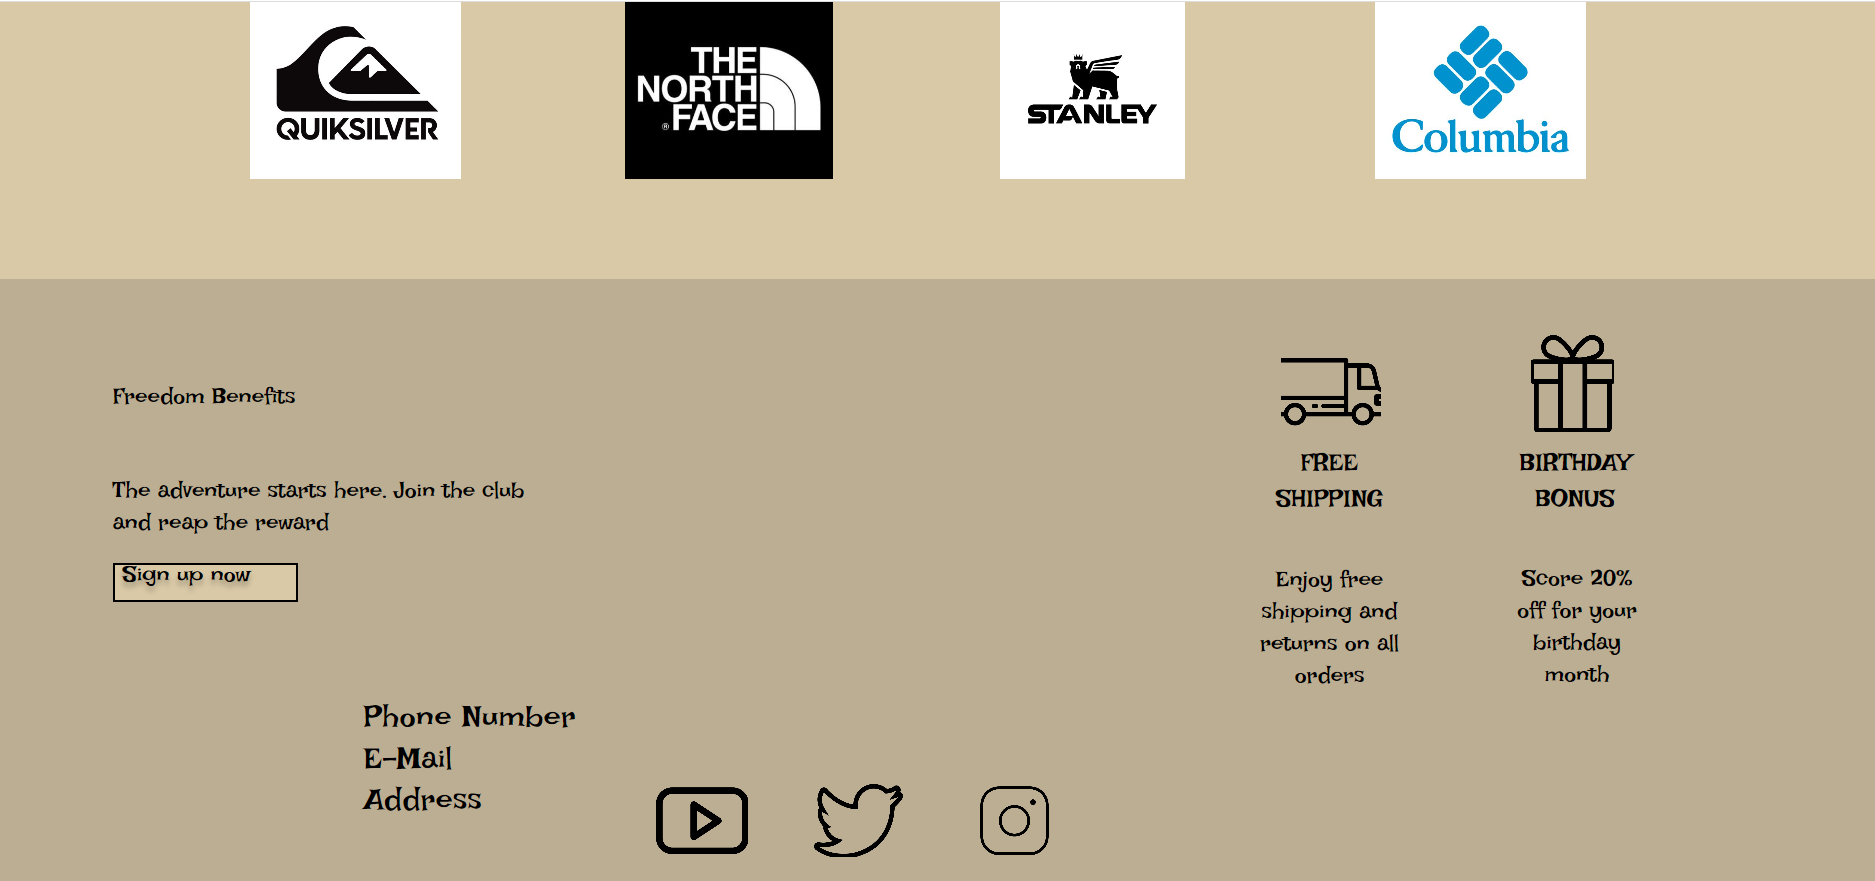 QUIKSILVER
THE
NORTH
FACE
®
STANLEY
Columbia
Freedom Benefits
The adventure starts here. Join the club
and reap the reward
Sign up now
FREE
SHIPPING
Enjoy free
shipping and
returns on all
orders
BIRTHDAY
BONUS
Score 20%
off for your
birthday
month
Phone Number
E-Mail
Address